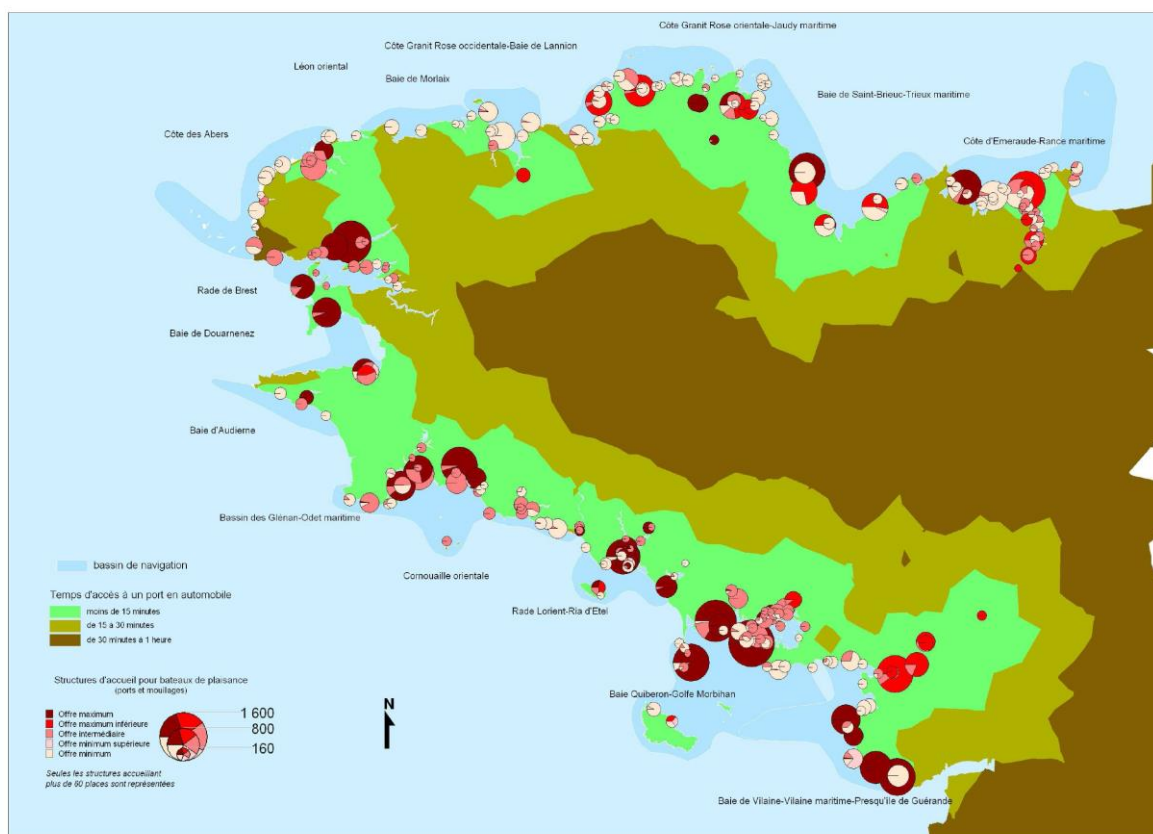 Côte Granit Rose orientale-Jaudy maritime
Côte Granit Rose occidentale-Baie de Lannion
Léon oriental
Baie de Morlaix
Baie de Saint-Brieuc-Trieux maritime
Côte des Abers
Côte d'Emeraude-Rance maritime
Rade de Brest
Baie de Douarnenez
Baie d'Audierne
Bassin des Glénan-Odet maritime
Cornouaille orientale
Rade Lorient-Ria d'Etel
Baie Quiberon-Golfe Morbihan
Baie de Vilaine-Vilaine maritime-Presqu'île de Guérande
bassin de navigation
Temps d'accès à un port en automobile
moins de 15 minutes
de 15 à 30 minutes
de 30 minutes à 1 heure
Structures d'accueil pour bateaux de plaisance
(ports et mouillages)
Offre maximum
Offre maximum inférieure
Offre intermédiaire
Offre minimum supérieure
Offre minimum
1 600
800
160
Seules les structures accueillant
plus de 60 places sont représentées
N